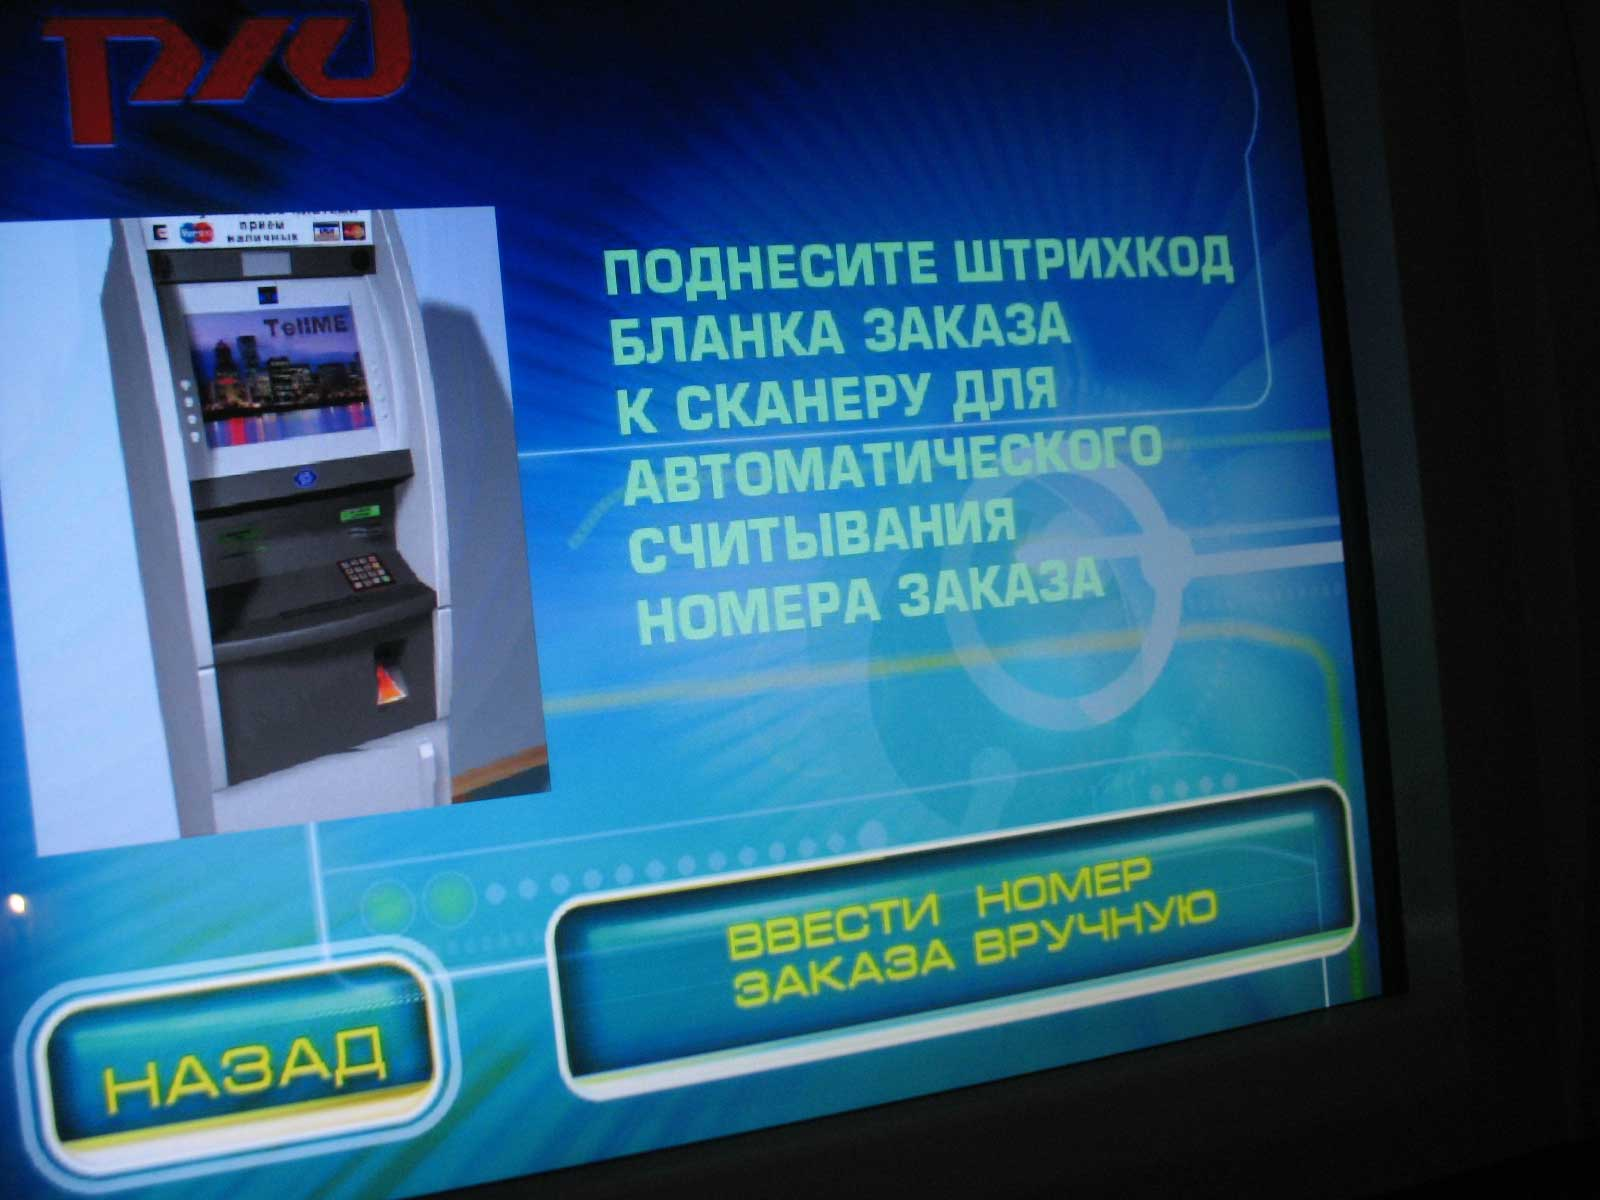 РЖД
приём
наличных
TellME
ПОДНЕСИТЕ ШТРИХКОД
БЛАНКА ЗАКАЗА
К СКАНЕРУ ДЛЯ
АВТОМАТИЧЕСКОГО
СЧИТЫВАНИЯ
НОМЕРА ЗАКАЗА
ВВЕСТИ НОМЕР
ЗАКАЗА ВРУЧНУЮ
НАЗАД